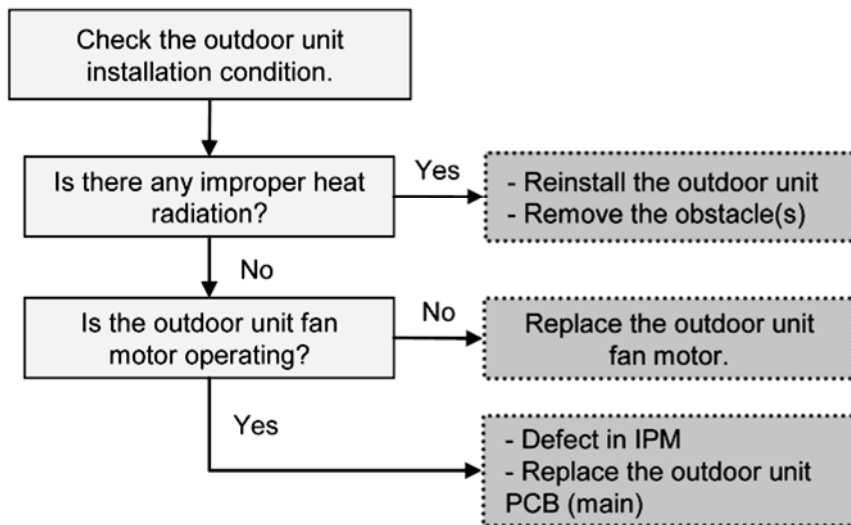 Check the outdoor unit
installation condition.
Is there any improper heat
radiation?
Yes
- Reinstall the outdoor unit
- Remove the obstacle(s)
No
Is the outdoor unit fan
motor operating?
No
Replace the outdoor unit
fan motor.
Yes
- Defect in IPM
- Replace the outdoor unit
PCB (main)